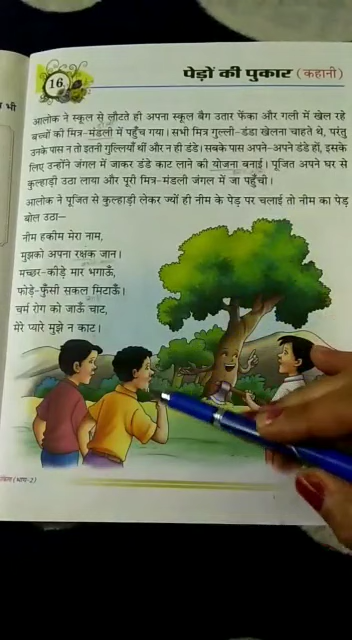 भी
16
पेड़ों की पुकार (कहानी)
आलोक ने स्कूल से लौटते ही अपना स्कूल बैग उतार फेंका और गली में खेल रहे
बच्चों की मित्र-मंडली में पहुँच गया। सभी मित्र गुल्ली-डंडा खेलना चाहते थे, परंतु
उनके पास न तो इतनी गुल्लियाँ थीं और न ही डंडे। सबके पास अपने-अपने डंडे हों, इसके
लिए उन्होंने जंगल में जाकर डंडे काट लाने की योजना बनाई। पूजित अपने घर से
कुल्हाड़ी उठा लाया और पूरी मित्र-मंडली जंगल में जा पहुँची।
आलोक ने पूजित से कुल्हाड़ी लेकर ज्यों ही नीम के पेड़ पर चलाई तो नीम का पेड़
बोल उठा—
नीम हकीम मेरा नाम,
मुझको अपना रक्षक जान।
मच्छर-कीड़े मार भगाऊँ,
फोड़े-फुँसी सकल मिटाऊँ।
चर्म रोग को जाऊँ चाट,
मेरे प्यारे मुझे न काट।
(भाग-2)